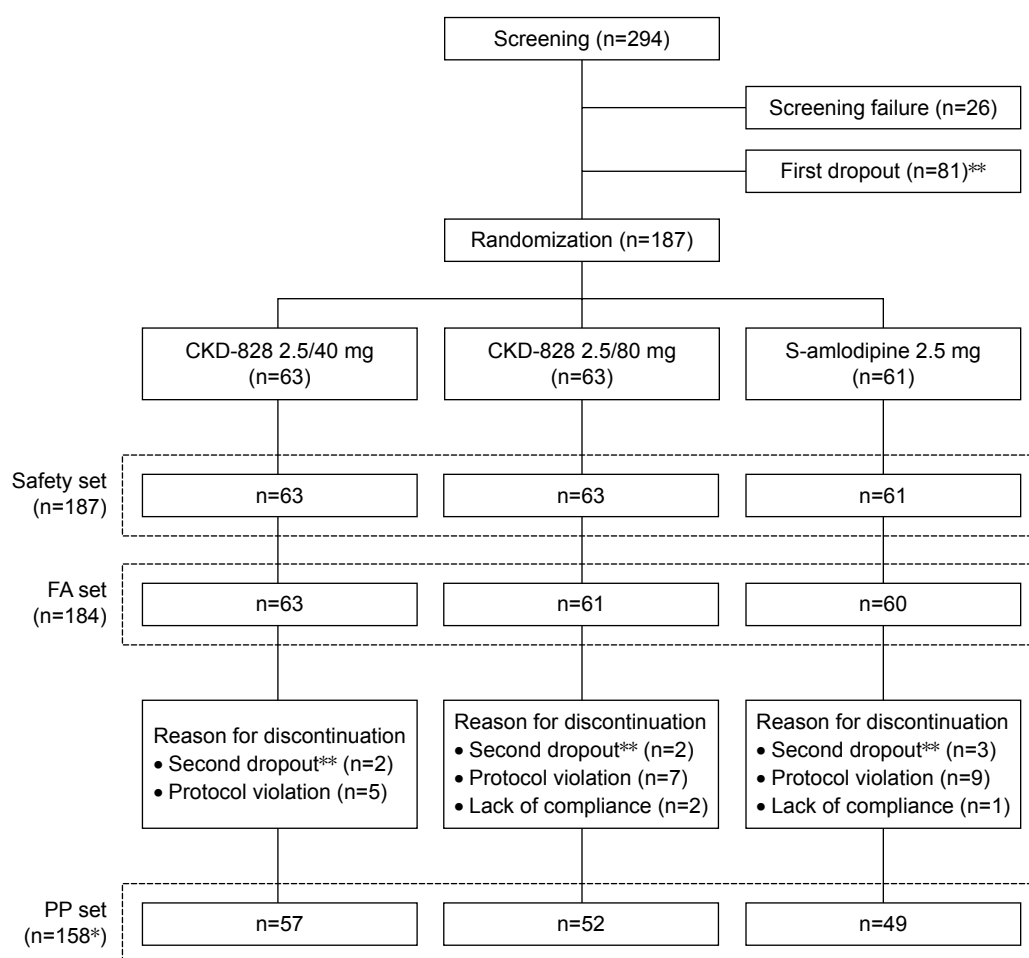 Screening (n=294)
Screening failure (n=26)
First dropout (n=81)**
Randomization (n=187)
CKD-828 2.5/40 mg
(n=63)
CKD-828 2.5/80 mg
(n=63)
S-amlodipine 2.5 mg
(n=61)
Safety set
(n=187)
n=63
n=63
n=61
FA set
(n=184)
n=63
n=61
n=60
Reason for discontinuation
• Second dropout** (n=2)
• Protocol violation (n=5)
Reason for discontinuation
• Second dropout** (n=2)
• Protocol violation (n=7)
• Lack of compliance (n=2)
Reason for discontinuation
• Second dropout** (n=3)
• Protocol violation (n=9)
• Lack of compliance (n=1)
PP set
(n=158*)
n=57
n=52
n=49